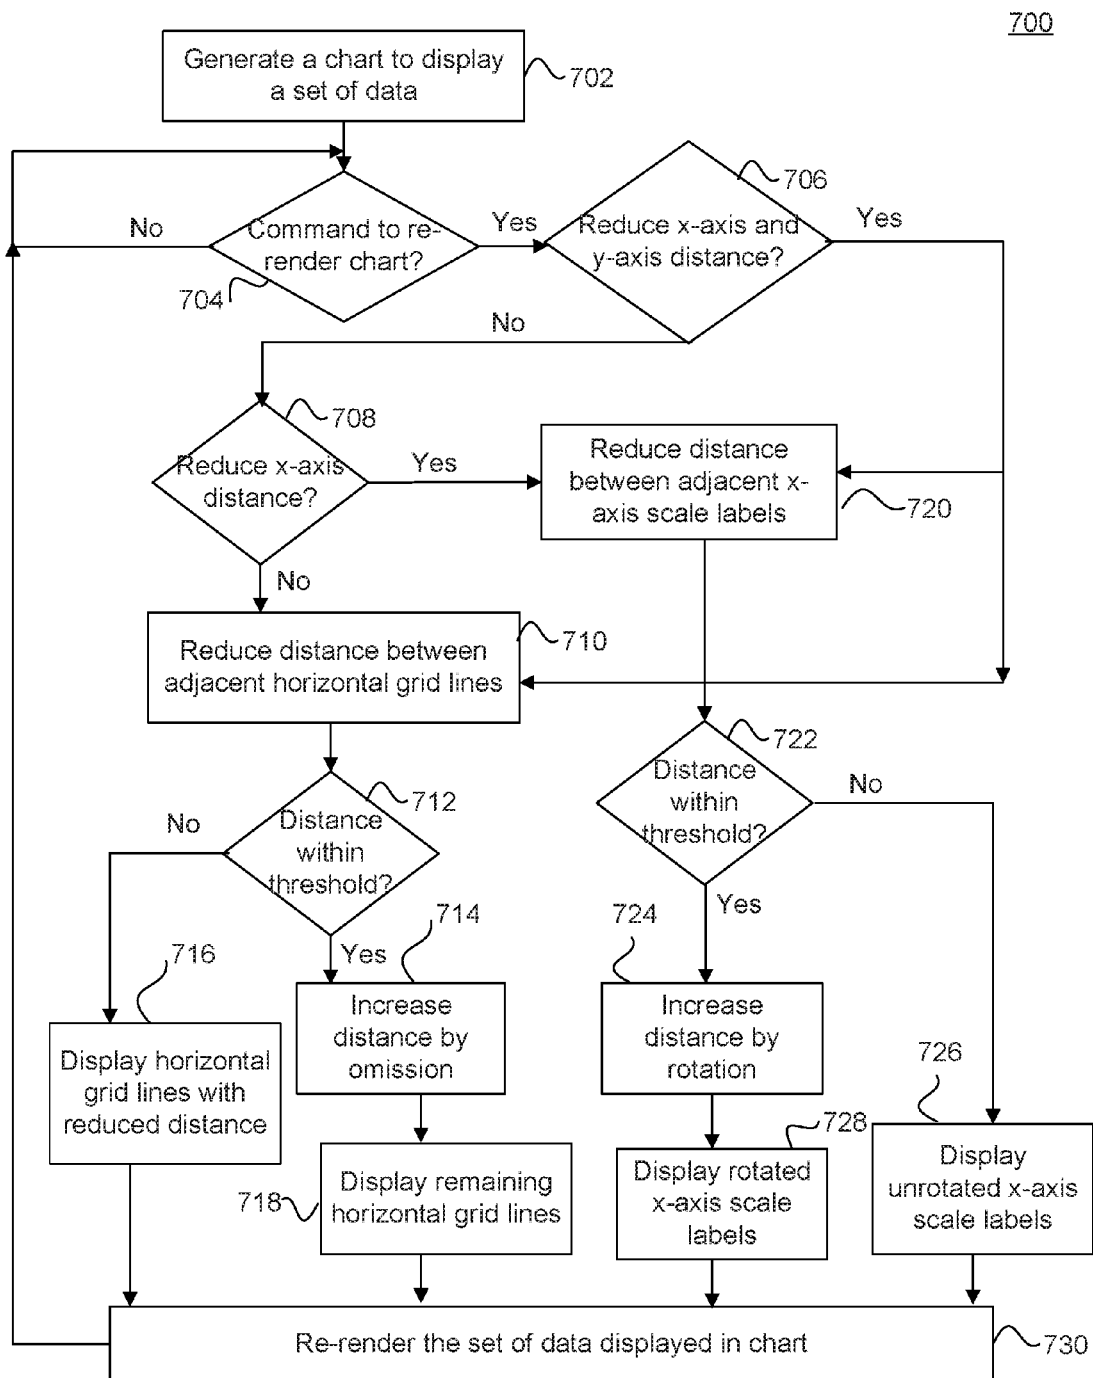 700
Generate a chart to display
a set of data
702
706
No
Command to re-
render chart?
Yes
Reduce x-axis and
y-axis distance?
Yes
704
No
708
Reduce x-axis
distance?
Yes
Reduce distance
between adjacent x-
axis scale labels
720
No
710
Reduce distance between
adjacent horizontal grid lines
722
Distance
within
threshold?
No
712
No
Distance
within
threshold?
Yes
714
724
Yes
716
Increase
distance by
omission
Increase
distance by
rotation
726
Display horizontal
grid lines with
reduced distance
728
718
Display remaining
horizontal grid lines
Display rotated
x-axis scale
labels
Display
unrotated x-axis
scale labels
Re-render the set of data displayed in chart
730